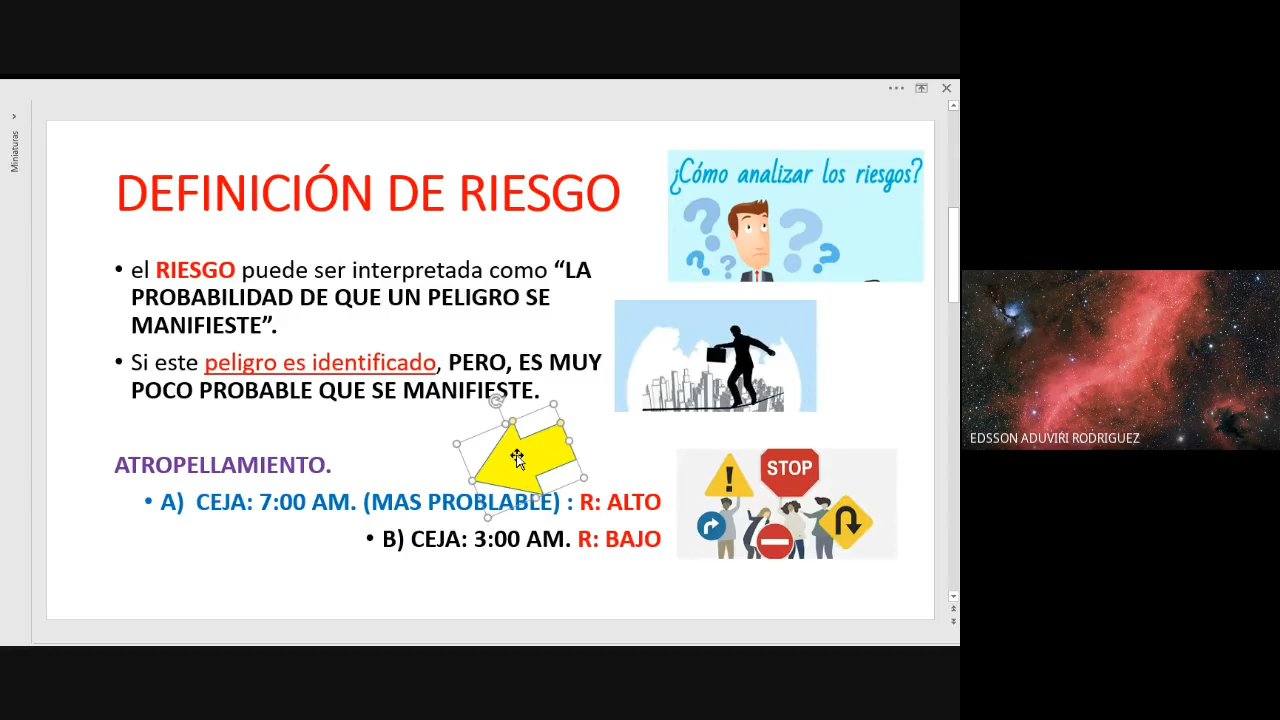 Miniaturas
DEFINICIÓN DE RIESGO
¿Cómo analizar los riesgos?
• el RIESGO puede ser interpretada como “LA
PROBABILIDAD DE QUE UN PELIGRO SE
MANIFIESTE”.
• Si este peligro es identificado, PERO, ES MUY
POCO PROBABLE QUE SE MANIFIESTE.
ATROPELLAMIENTO.
• A) CEJA: 7:00 AM. (MAS PROBLABLE) : R: ALTO
• B) CEJA: 3:00 AM. R: BAJO
STOP
EDSSON ADUVIRI RODRIGUEZ